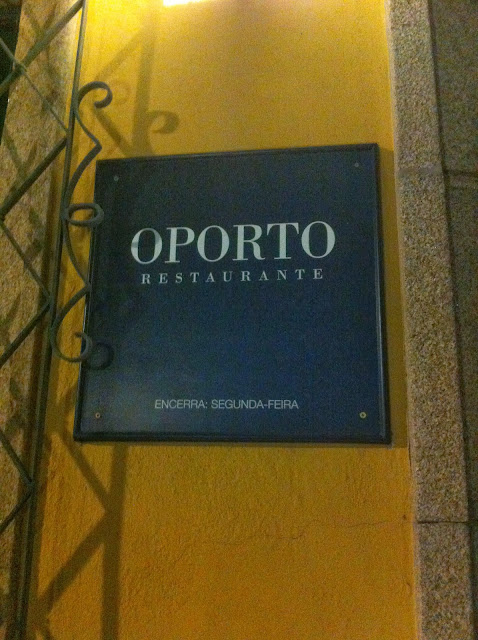 OPORTO
RESTAURANTE
ENCERRA: SEGUNDA-FEIRA